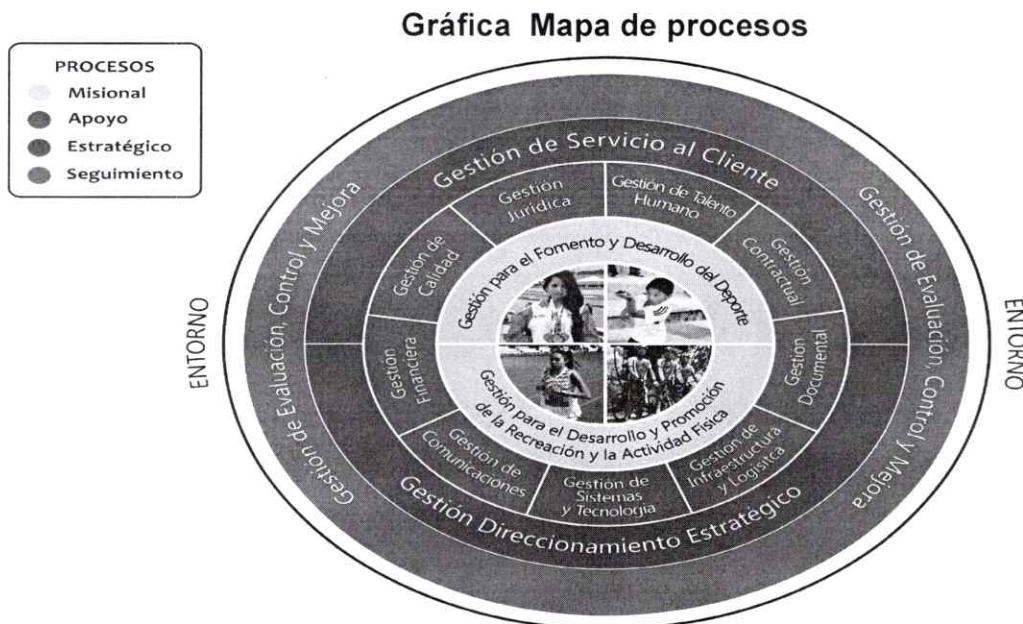 Gráfica Mapa de procesos
PROCESOS
Misional
Apoyo
Estratégico
Seguimiento
ENTORNO
ENTORNO
Gestión de Evaluación, Control y Mejora
Gestión de Evaluación, Control y Mejora
Gestión de Servicio al Cliente
Gestión
Jurídica
Gestión de Talento
Humano
Gestión de
Calidad
Gestión
Contractual
Gestión para el Fomento y Desarrollo del Deporte
Gestión
Financiera
Gestión
Documental
Gestión para el Desarrollo y Promoción
de la Recreación y la Actividad Física
Gestión de
Comunicaciones
Gestión de
Sistemas
y Tecnología
Gestión de
Infraestructura
y Logísitca
Gestión Direccionamiento Estratégico